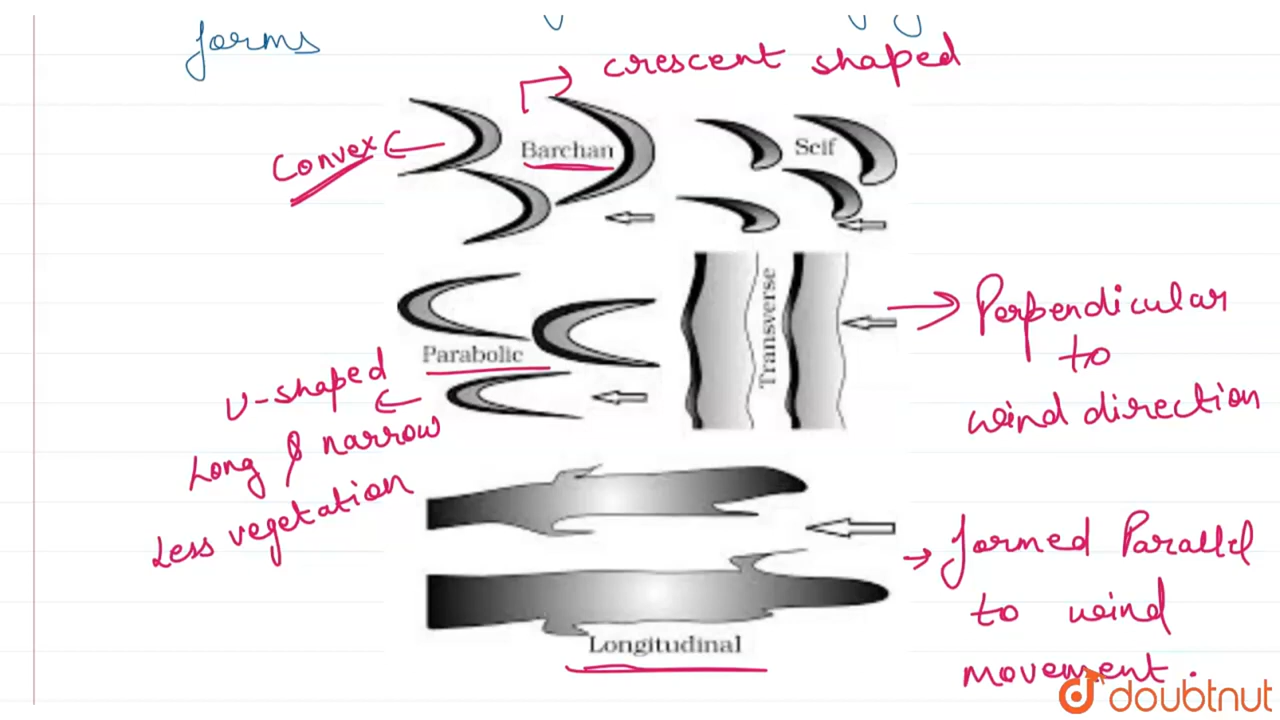 forms
crescent shaped
Convex
Barchan
Seif
Transverse
Perpendicular
to
wind direction
Parabolic
U-shaped
Long & narrow
Less vegetation
formed Parallel
to wind
movement.
Longitudinal
doubtnut